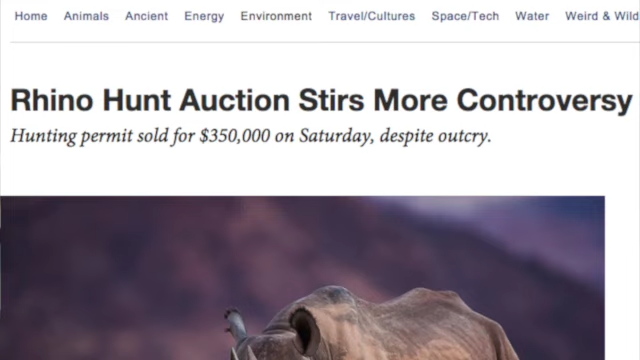 Home Animals Ancient Energy Environment Travel/Cultures Space/Tech Water Weird & Wild
Rhino Hunt Auction Stirs More Controversy
Hunting permit sold for $350,000 on Saturday, despite outcry.